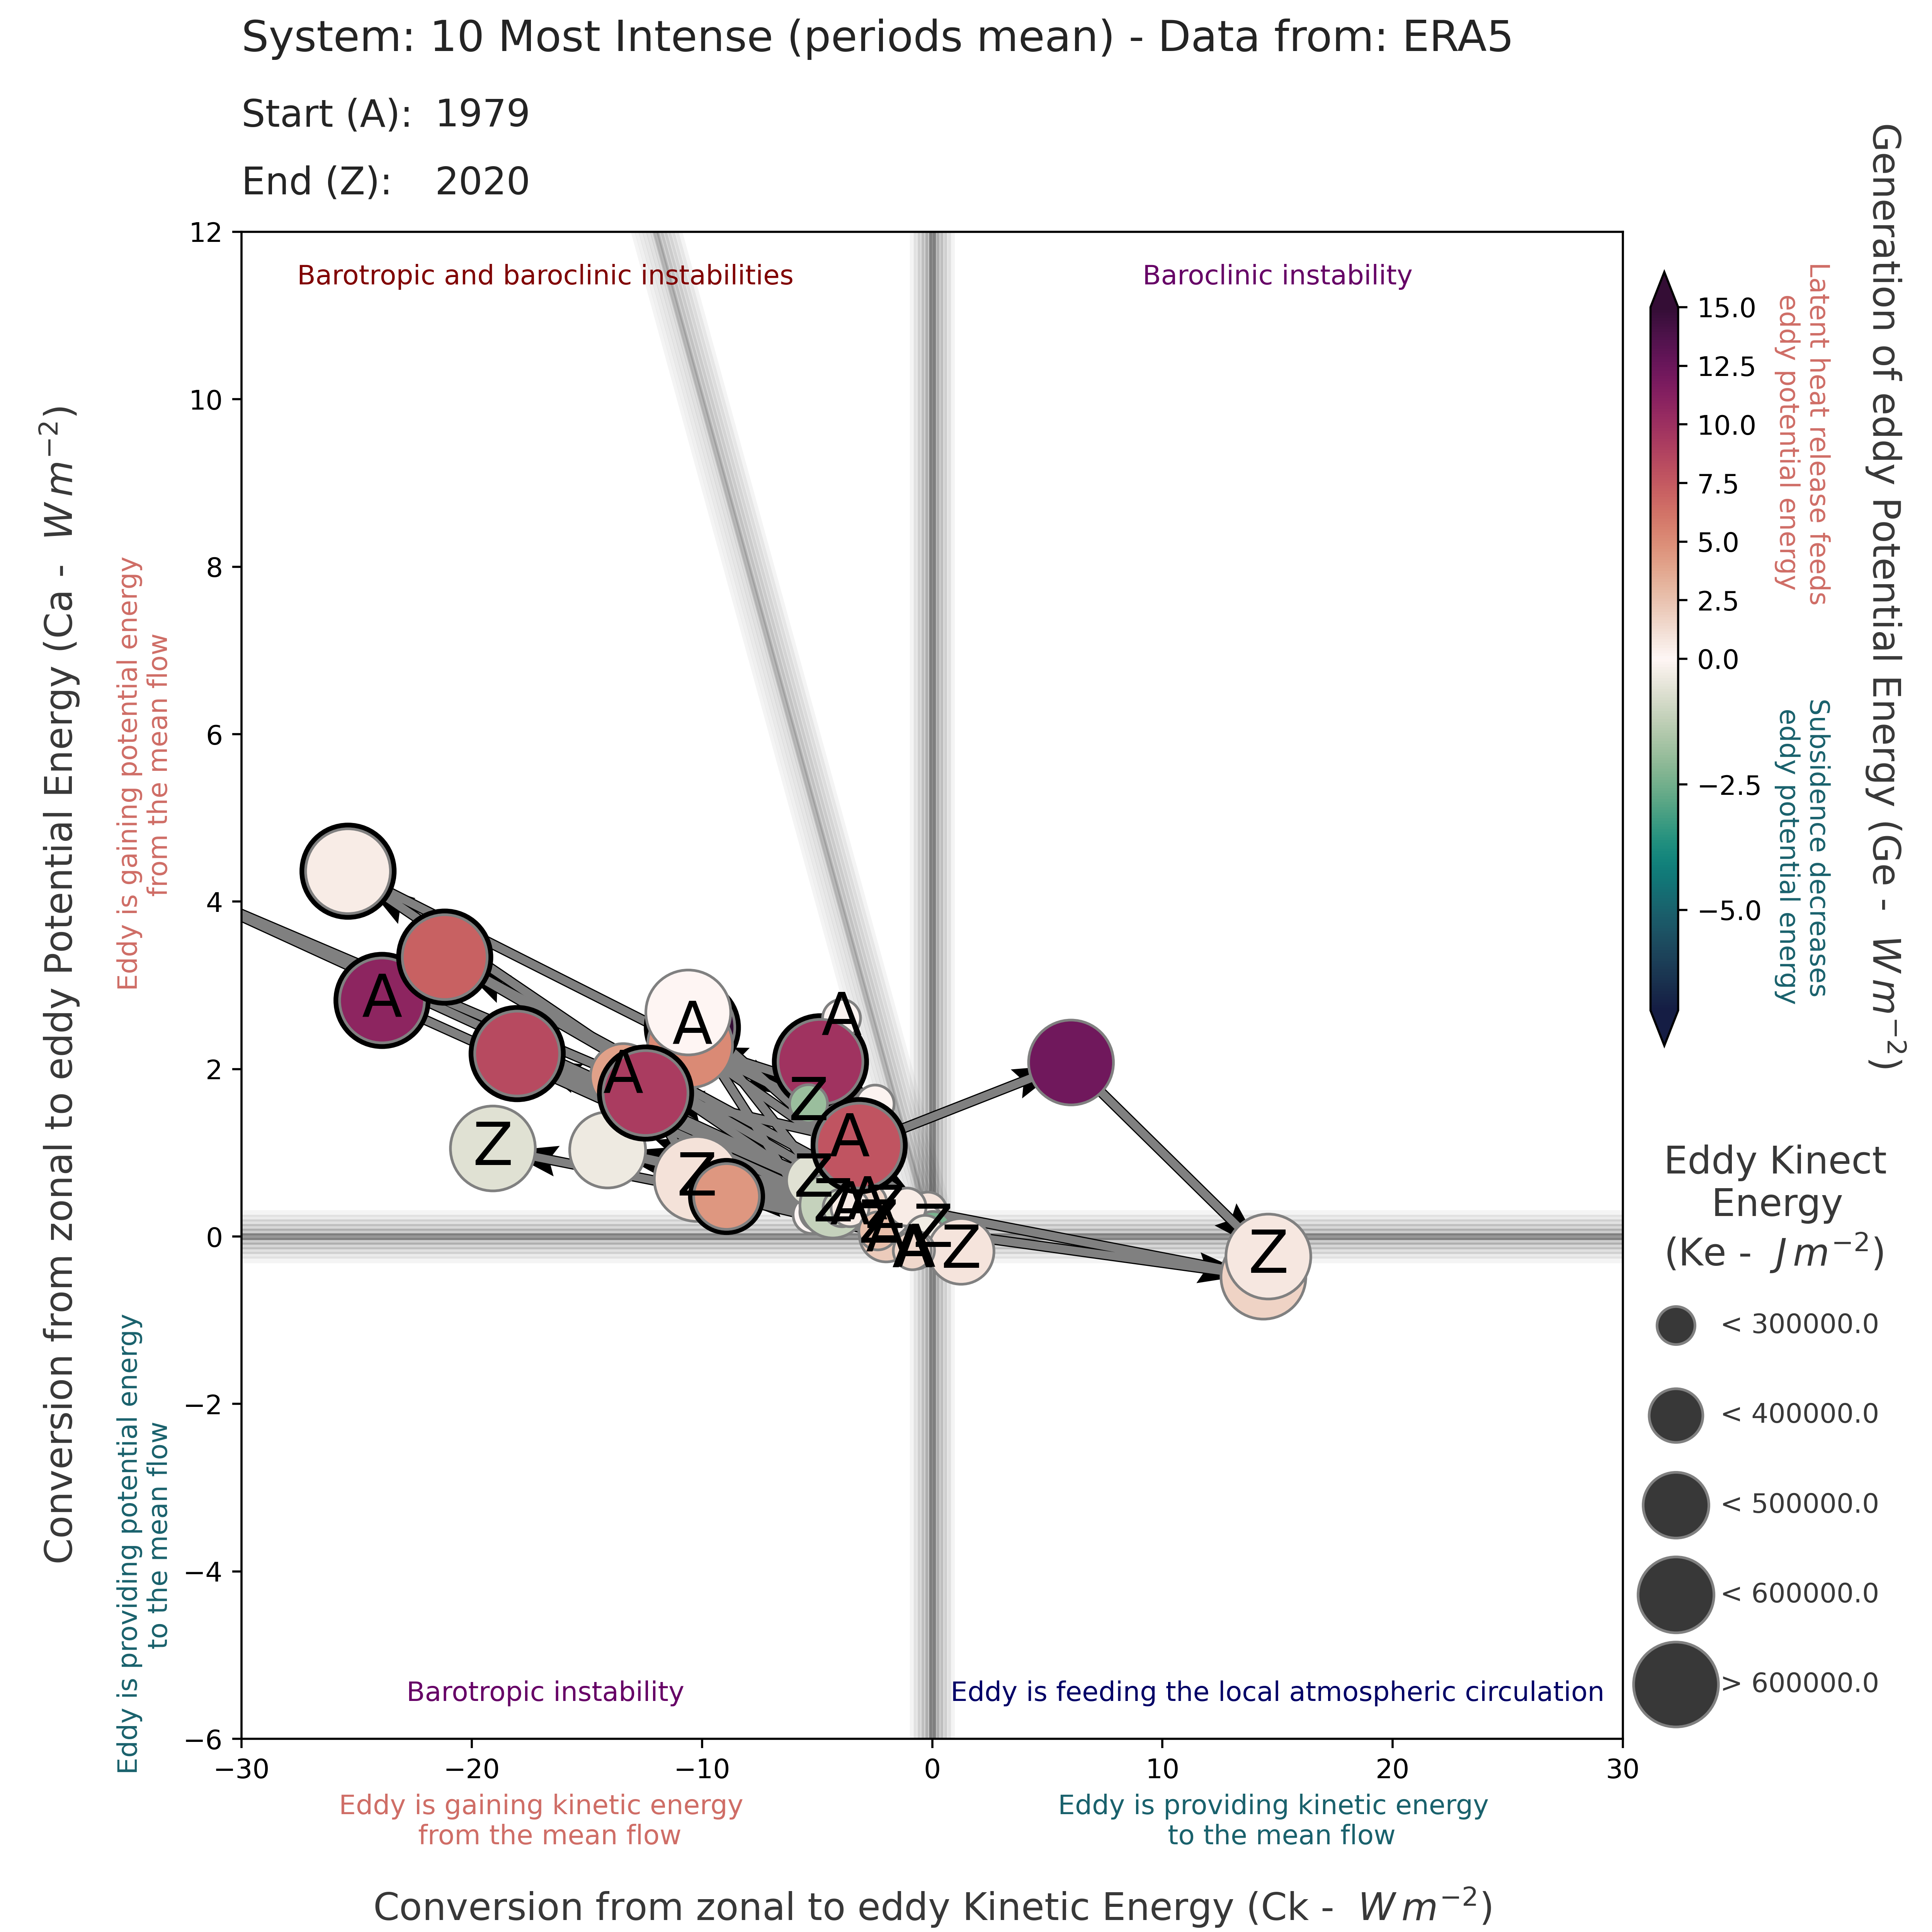 System: 10 Most Intense (periods mean) - Data from: ERA5
Start (A): 1979
End (Z): 2020
12
10
8
6
4
2
0
−2
−4
−6
−30
−20
−10
0
10
20
30
Conversion from zonal to eddy Potential Energy (Ca - W m⁻²)
Eddy is gaining potential energy
from the mean flow
Eddy is providing potential energy
to the mean flow
Barotropic and baroclinic instabilities
Baroclinic instability
Barotropic instability
Eddy is feeding the local atmospheric circulation
A
A
A
A
A
A
A
A
A
Z
Z
Z
Z
Z
Z
Z
Z
Eddy is gaining kinetic energy
from the mean flow
Eddy is providing kinetic energy
to the mean flow
Conversion from zonal to eddy Kinetic Energy (Ck - W m⁻²)
15.0
12.5
10.0
7.5
5.0
2.5
0.0
−2.5
−5.0
Latent heat release feeds
eddy potential energy
Subsidence decreases
eddy potential energy
Generation of eddy Potential Energy (Ge - W m⁻²)
Eddy Kinect
Energy
(Ke - J m⁻²)
< 300000.0
< 400000.0
< 500000.0
< 600000.0
> 600000.0